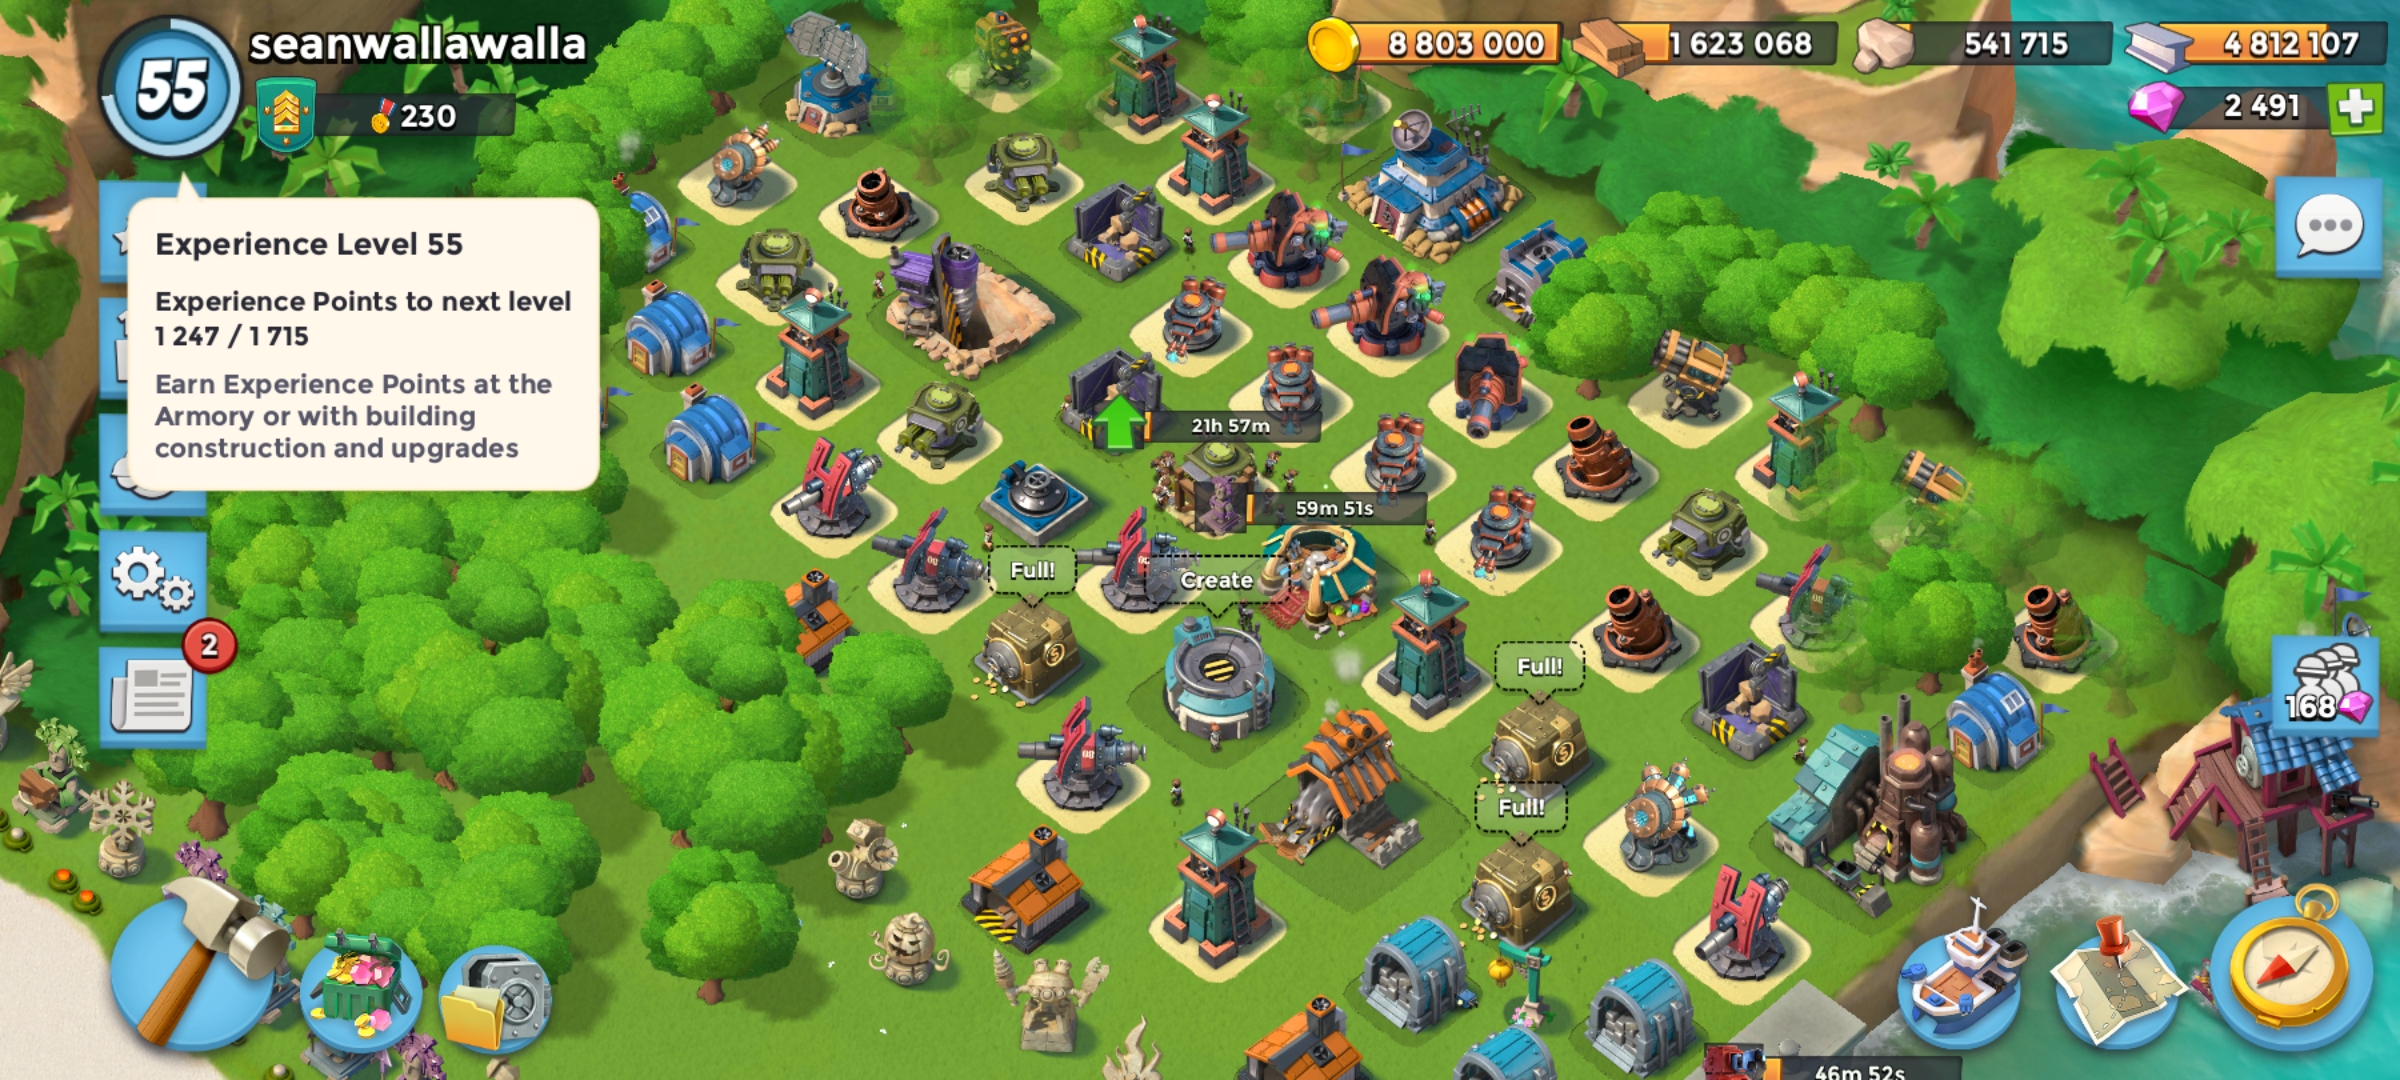 55
seanwallawalla
230
8 803 000
1 623 068
541 715
4 812 107
2 491
Experience Level 55
Experience Points to next level
1 247 / 1 715
Earn Experience Points at the
Armory or with building
construction and upgrades
21h 57m
59m 51s
Full!
Create
Full!
Full!
2
168
46m 52s